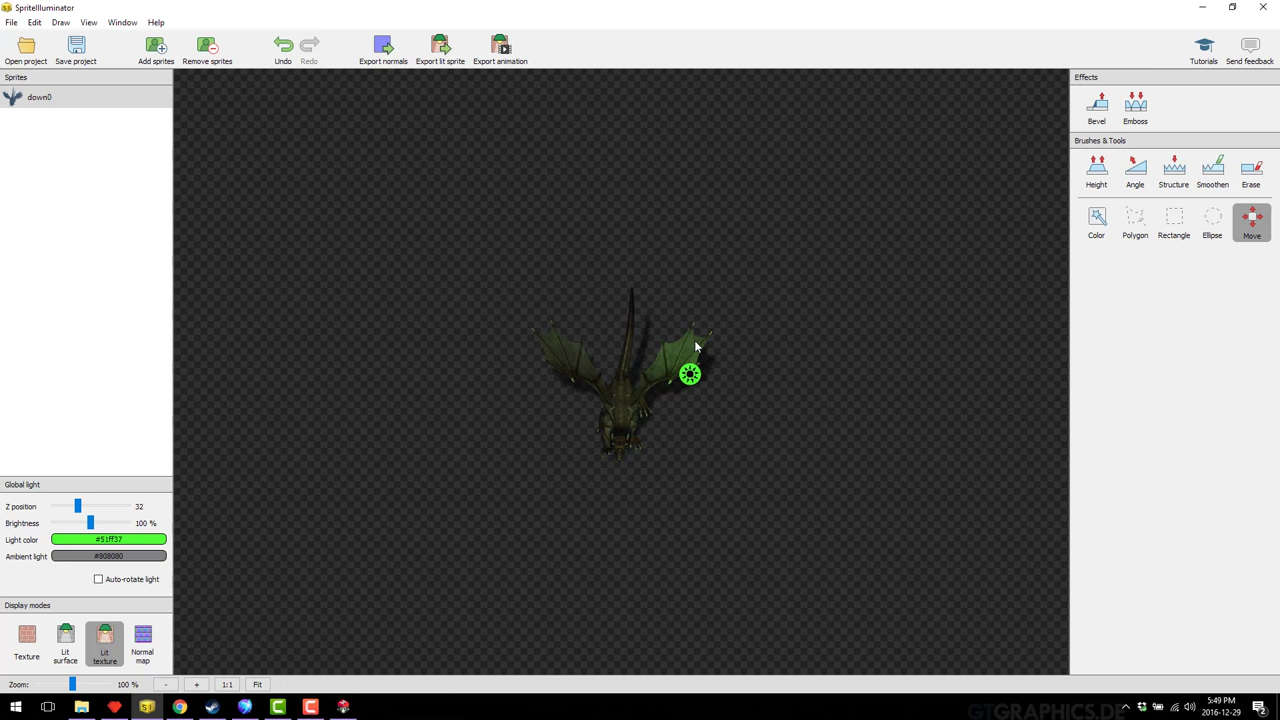 SpriteIlluminator
File Edit Draw View Window Help
Open project Save project Add sprites Remove sprites Undo Redo Export normals Export lit sprite Export animation Tutorials Send feedback
Sprites
down0
Effects
Bevel Emboss
Brushes & Tools
Height Angle Structure Smoothen Erase
Color Polygon Rectangle Ellipse Move
Global light
Z position 32
Brightness 100 %
Light color #51ff37
Ambient light #808080
Auto-rotate light
Display modes
Texture Lit surface Lit texture Normal map
Zoom: 100 % - + 1:1 Fit
GTGRAPHICS.DE
5:49 PM
2016-12-29
2